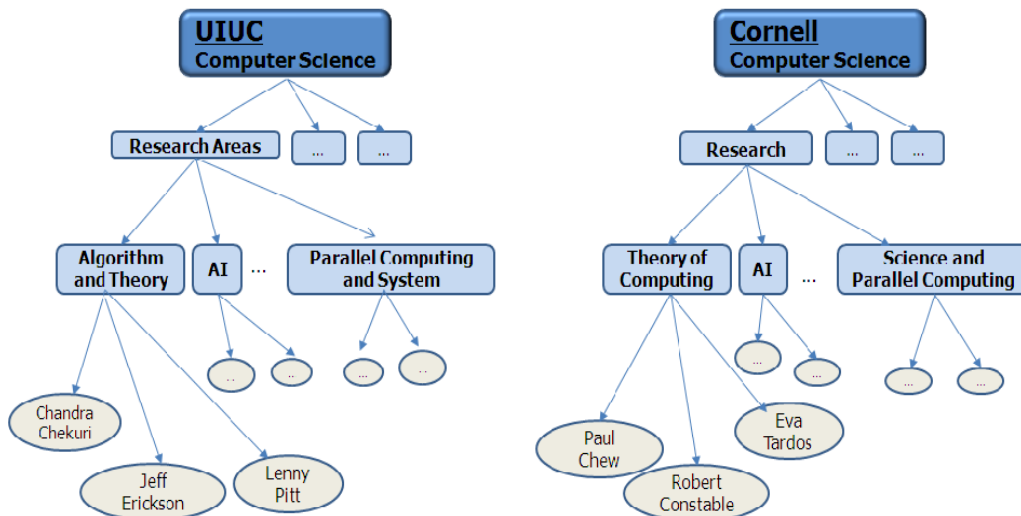 UIUC
Computer Science
Research Areas
...
...
Algorithm
and Theory
AI
...
Parallel Computing
and System
..
..
...
..
Chandra
Chekuri
Jeff
Erickson
Lenny
Pitt
Cornell
Computer Science
Research
...
...
Theory of
Computing
AI
...
Science and
Parallel Computing
...
...
...
...
Paul
Chew
Robert
Constable
Eva
Tardos